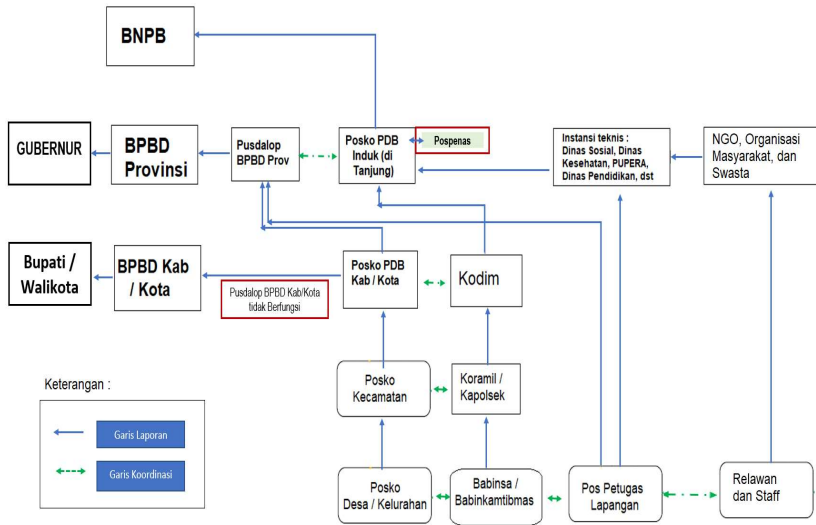 BNPB
GUBERNUR
BPBD
Provinsi
Pusdalop
BPBD Prov
Posko PDB
Induk (di
Tanjung)
Pospenas
Instansi teknis :
Dinas Sosial, Dinas
Kesehatan, PUPERA,
Dinas Pendidikan, dst
NGO, Organisasi
Masyarakat, dan
Swasta
Bupati /
Walikota
BPBD Kab
/ Kota
Pusdalop BPBD Kab/Kota
tidak Berfungsi
Posko PDB
Kab / Kota
Kodim
Posko
Kecamatan
Koramil /
Kapolsek
Keterangan :
Garis Laporan
Garis Koordinasi
Posko
Desa / Kelurahan
Babinsa /
Babinkamtibmas
Pos Petugas
Lapangan
Relawan
dan Staff